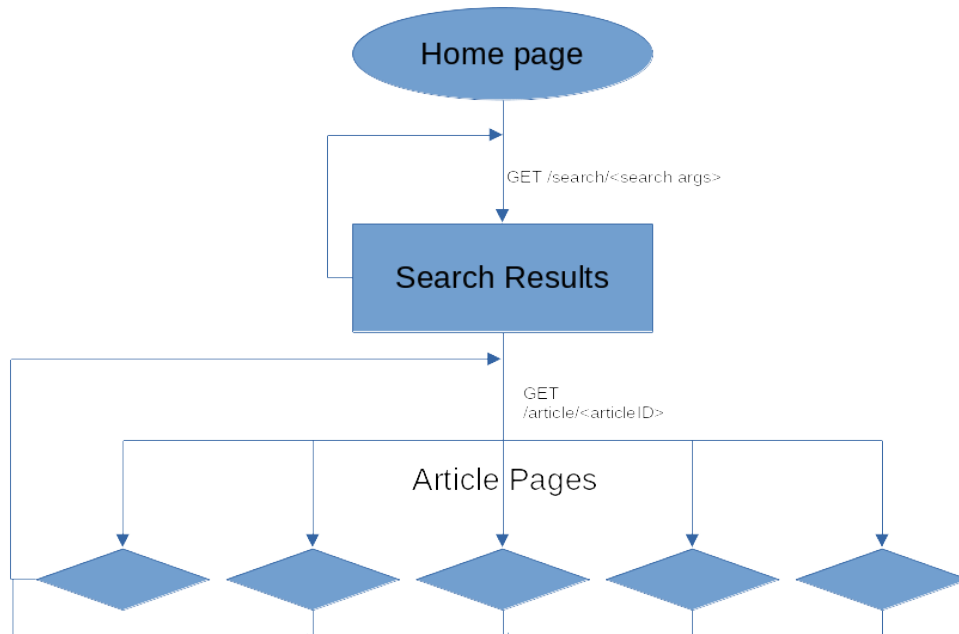 Home page
GET /search/<search args>
Search Results
GET
/article/<articleID>
Article Pages